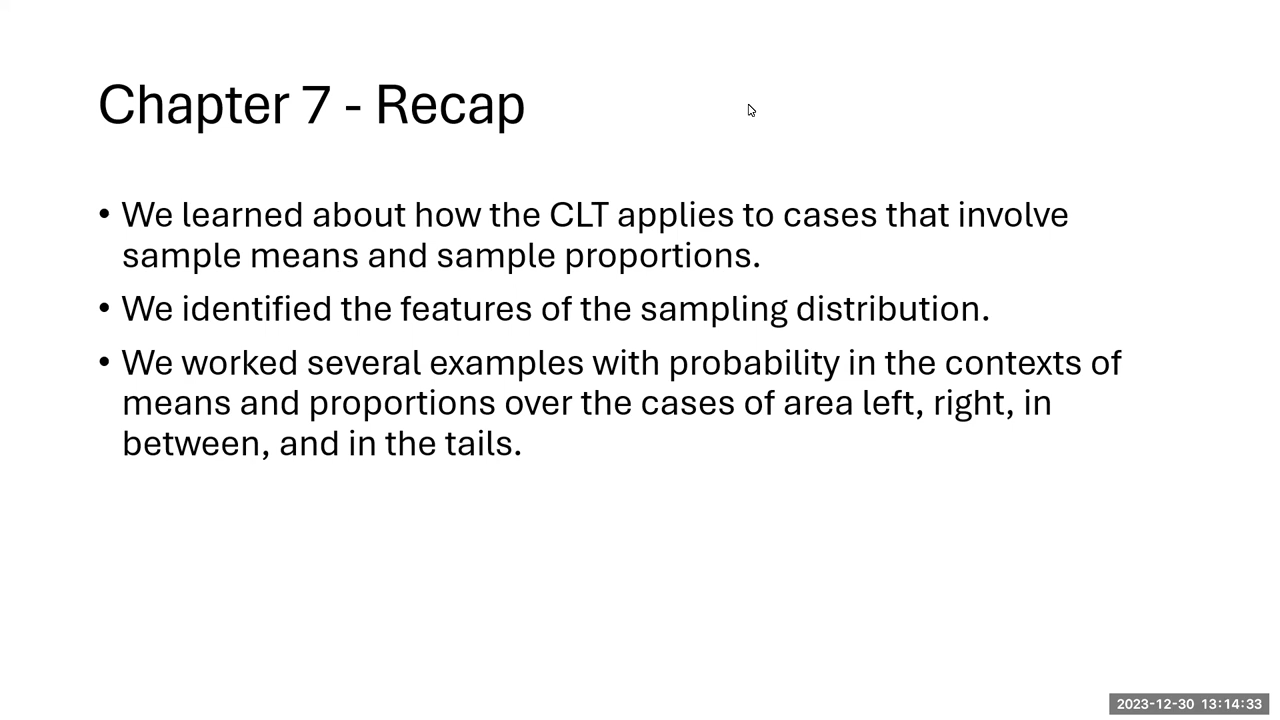 Chapter 7 - Recap
• We learned about how the CLT applies to cases that involve
sample means and sample proportions.
• We identified the features of the sampling distribution.
• We worked several examples with probability in the contexts of
means and proportions over the cases of area left, right, in
between, and in the tails.
2023-12-30 13:14:33